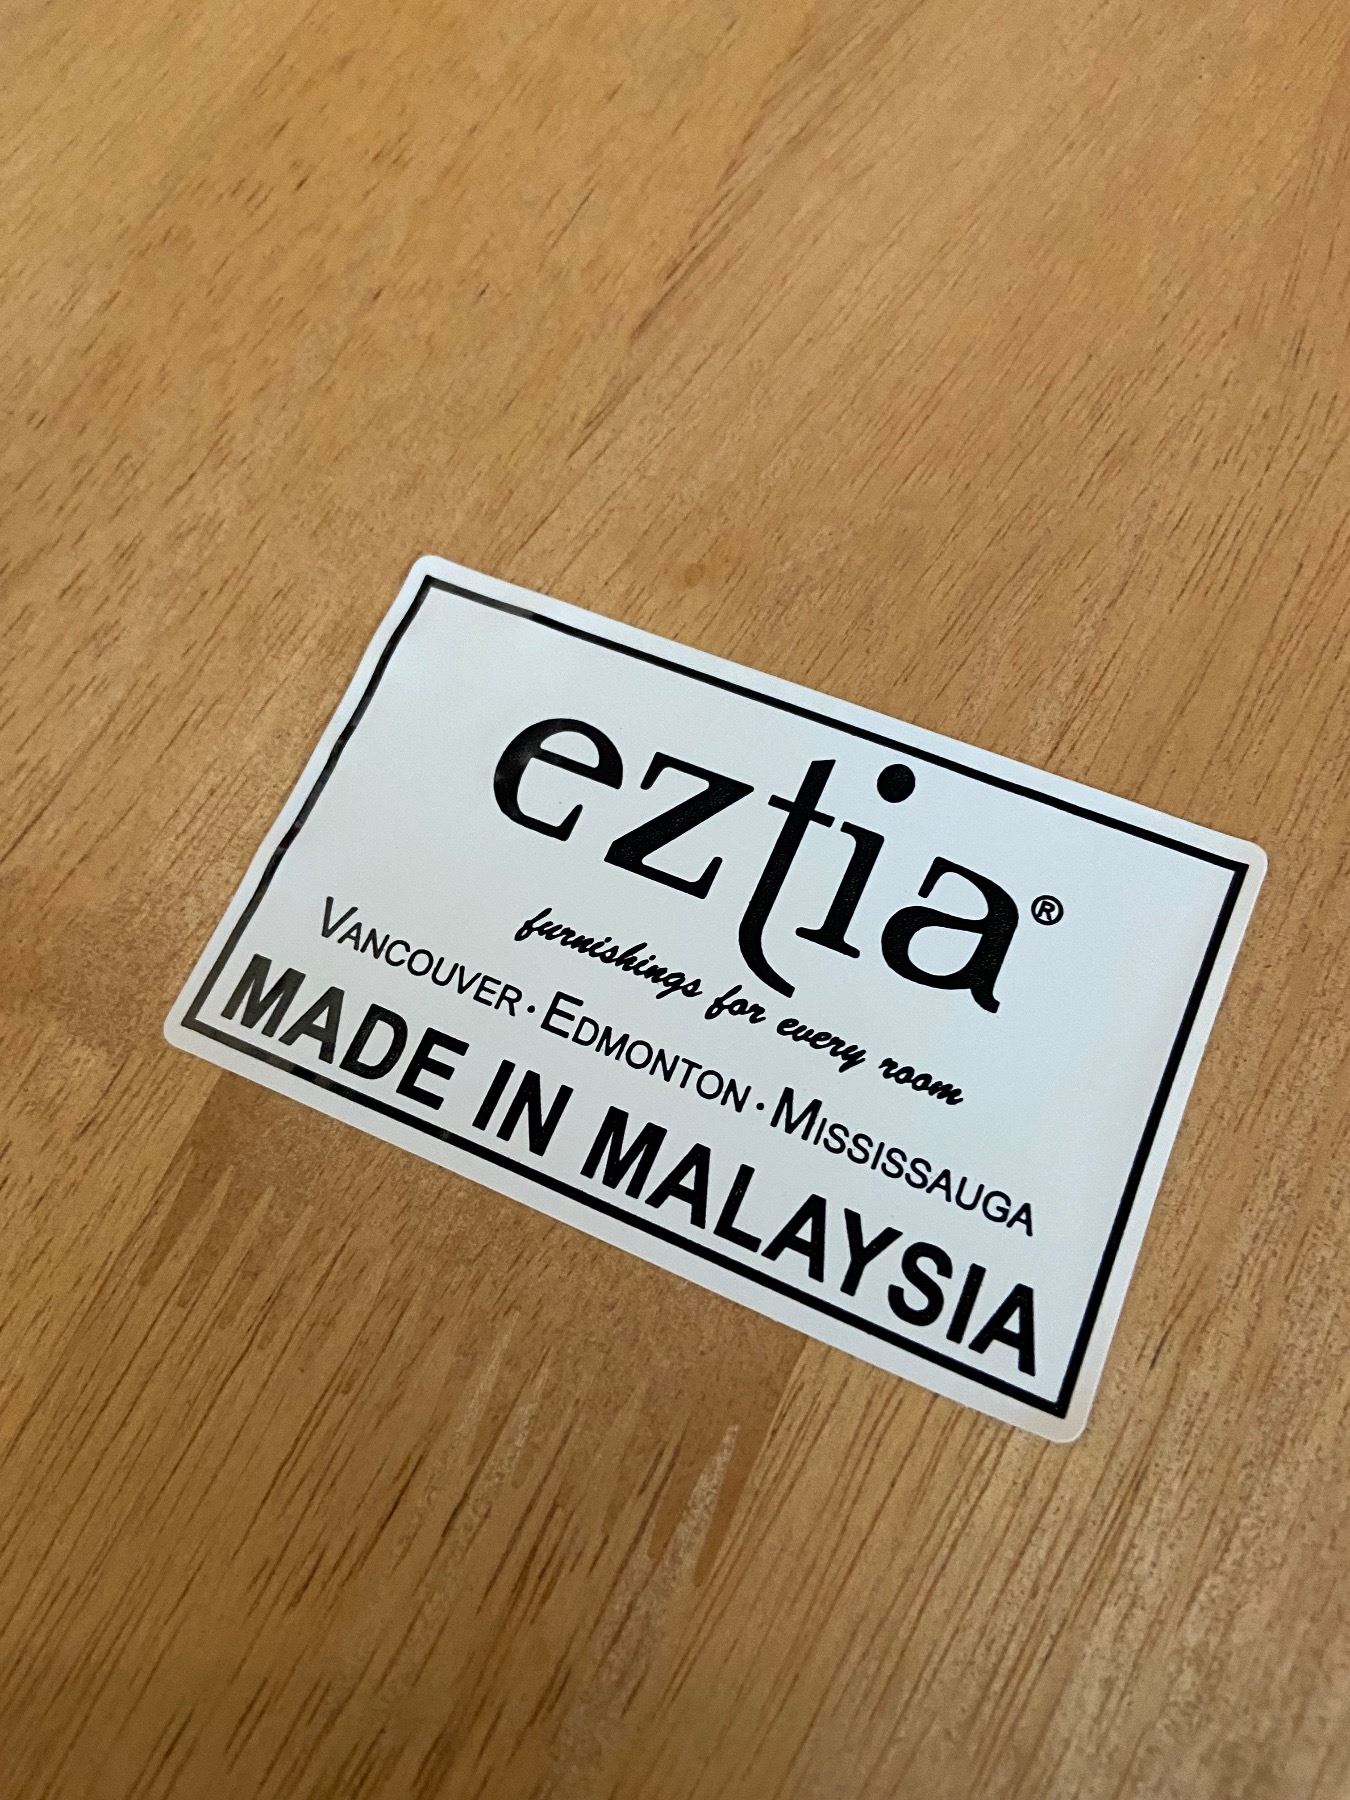 eztia®
furnishings for every room
VANCOUVER · EDMONTON · MISSISSAUGA
MADE IN MALAYSIA